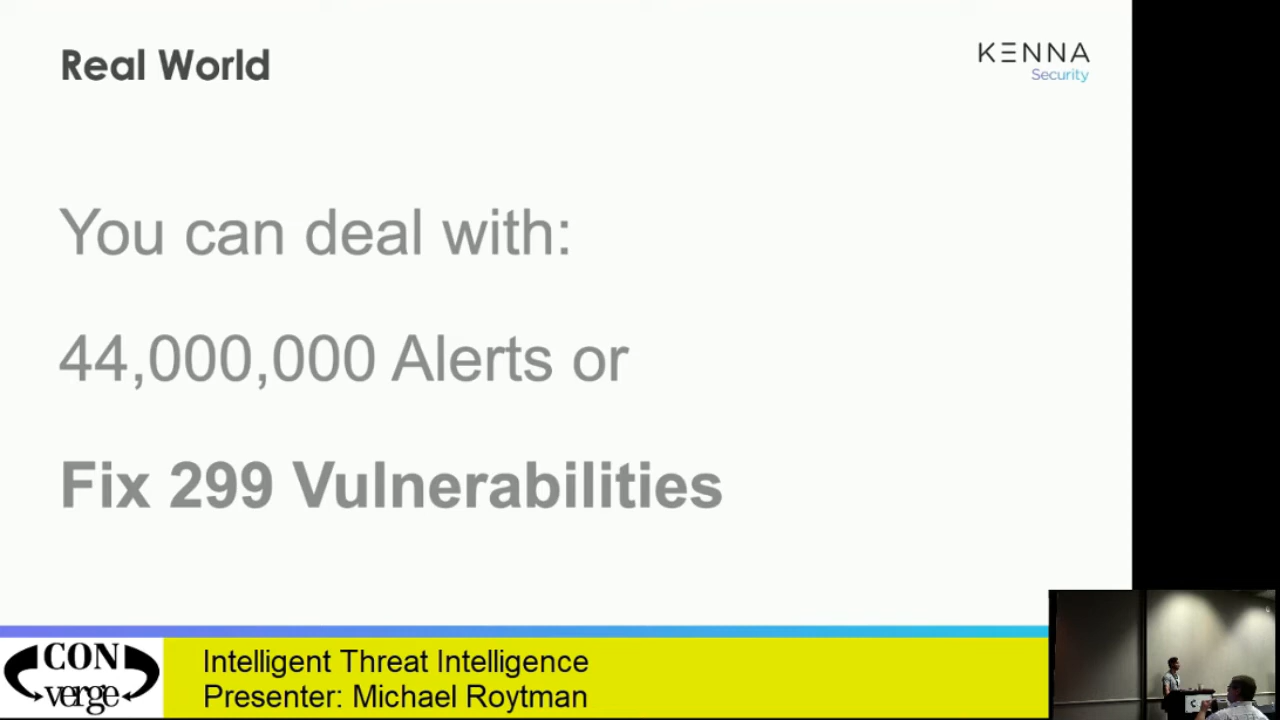 Real World
KENNA
Security
You can deal with:
44,000,000 Alerts or
Fix 299 Vulnerabilities
CON
verge
Intelligent Threat Intelligence
Presenter: Michael Roytman